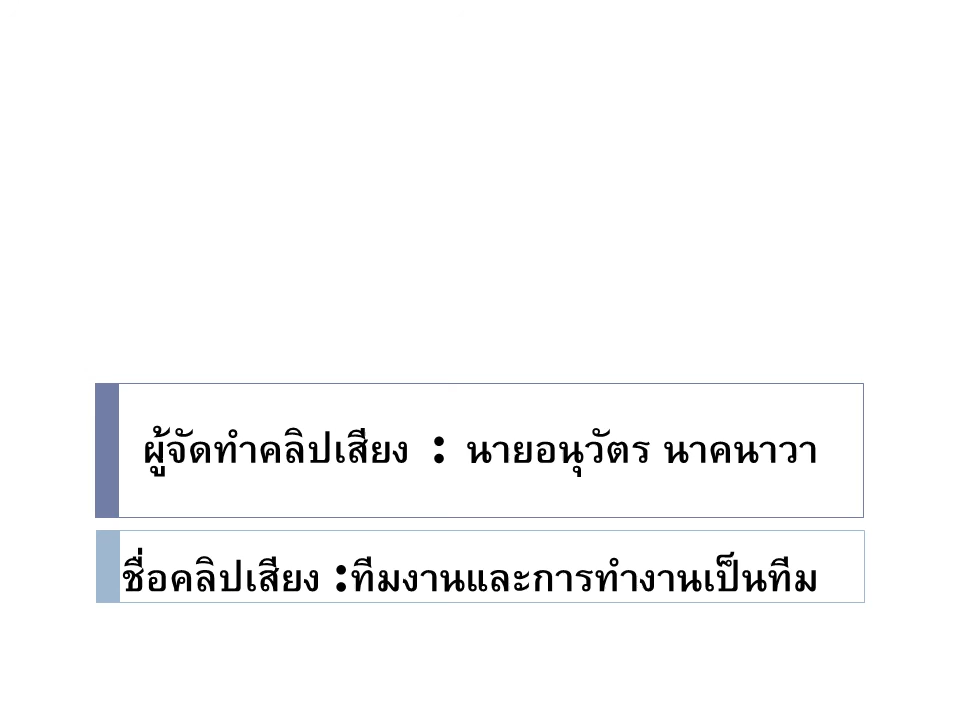 ผู้จัดทำคลิปเสียง : นายอนุวัตร นาคนาวา
ชื่อคลิปเสียง :ทีมงานและการทำงานเป็นทีม